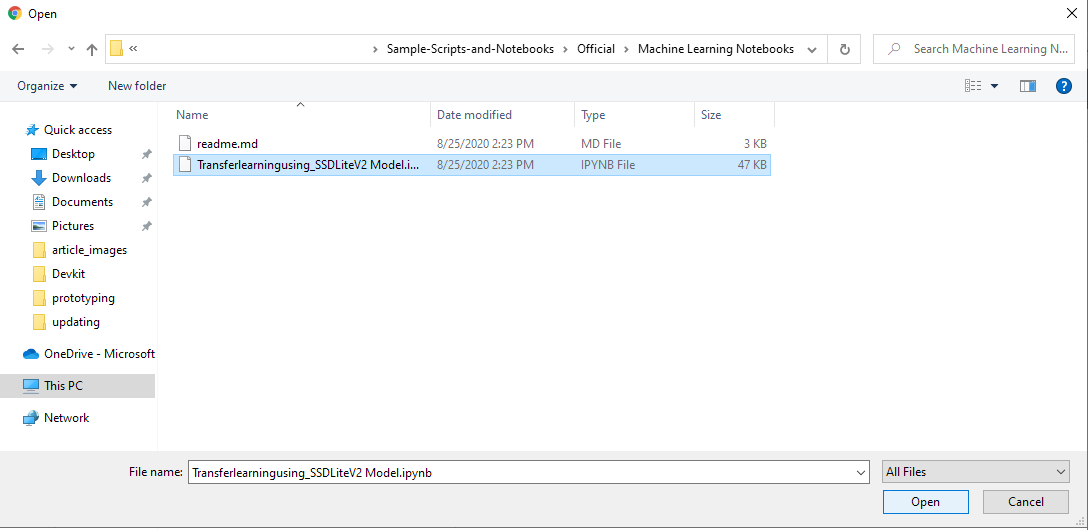 Open
« > Sample-Scripts-and-Notebooks > Official > Machine Learning Notebooks
Search Machine Learning N...
Organize
New folder
?
Name Date modified Type Size
readme.md 8/25/2020 2:23 PM MD File 3 KB
Transferlearningusing_SSDLiteV2 Model.i... 8/25/2020 2:23 PM IPYNB File 47 KB
Quick access
Desktop
Downloads
Documents
Pictures
article_images
Devkit
prototyping
updating
OneDrive - Microsoft
This PC
Network
File name: Transferlearningusing_SSDLiteV2 Model.ipynb
All Files
Open Cancel